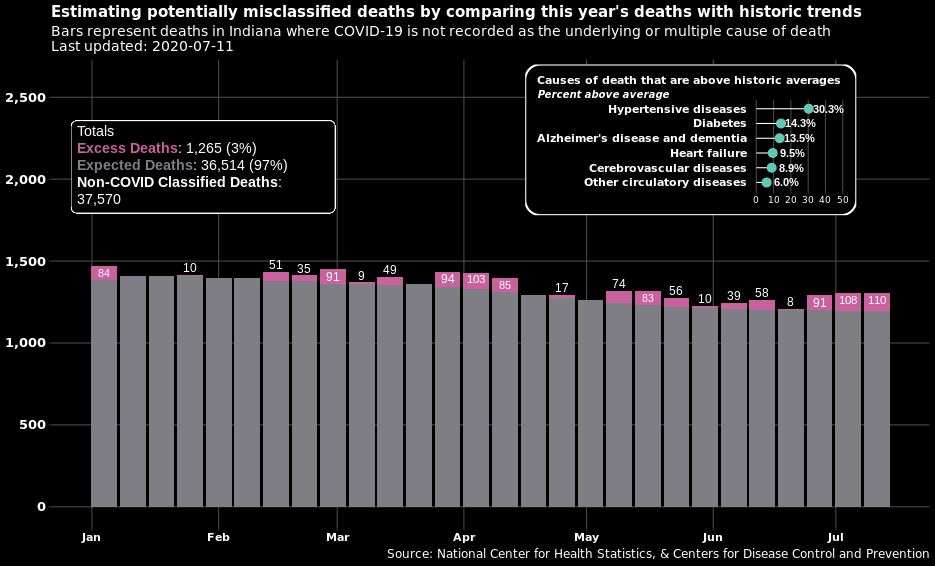 Estimating potentially misclassified deaths by comparing this year's deaths with historic trends
Bars represent deaths in Indiana where COVID-19 is not recorded as the underlying or multiple cause of death
Last updated: 2020-07-11
Causes of death that are above historic averages
Percent above average
Hypertensive diseases 30.3%
Diabetes 14.3%
Alzheimer's disease and dementia 13.5%
Heart failure 9.5%
Cerebrovascular diseases 8.9%
Other circulatory diseases 6.0%
0 10 20 30 40 50
Totals
Excess Deaths: 1,265 (3%)
Expected Deaths: 36,514 (97%)
Non-COVID Classified Deaths:
37,570
2,500
2,000
1,500
1,000
500
0
84 10 51 35 91 9 49 94 103 85 17 74 83 56 10 39 58 8 91 108 110
Jan Feb Mar Apr May Jun Jul
Source: National Center for Health Statistics, & Centers for Disease Control and Prevention